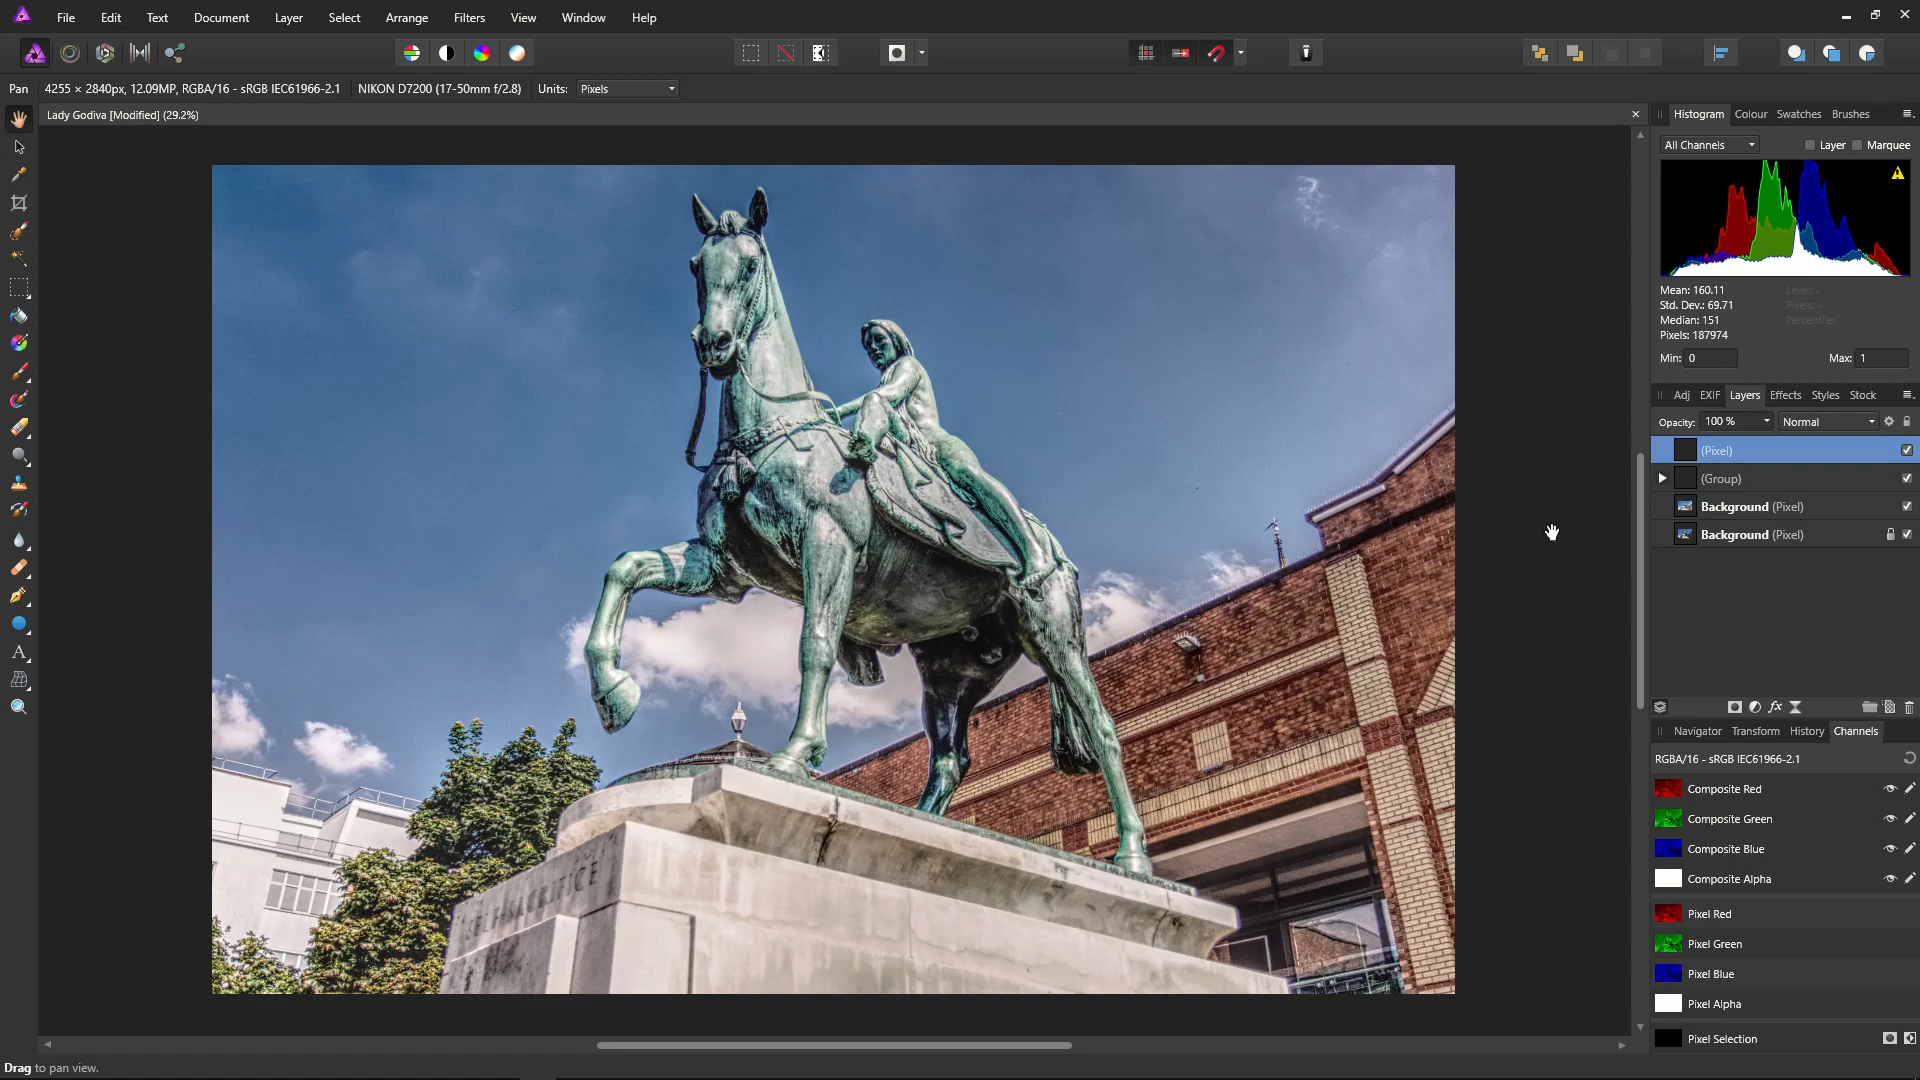 File Edit Text Document Layer Select Arrange Filters View Window Help
Pan 4255 × 2840px, 12.09MP, RGBA/16 - sRGB IEC61966-2.1 NIKON D7200 (17-50mm f/2.8) Units: Pixels
Lady Godiva [Modified] (29.2%)
Histogram Colour Swatches Brushes
All Channels Layer Marquee
Mean: 160.11 Level: -
Std. Dev.: 69.71 Pixels: -
Median: 151 Percentile: -
Pixels: 187974
Min: 0 Max: 1
Adj EXIF Layers Effects Styles Stock
Opacity: 100 % Normal
(Pixel)
(Group)
Background (Pixel)
Background (Pixel)
fx
Navigator Transform History Channels
RGBA/16 - sRGB IEC61966-2.1
Composite Red
Composite Green
Composite Blue
Composite Alpha
Pixel Red
Pixel Green
Pixel Blue
Pixel Alpha
Pixel Selection
Drag to pan view.